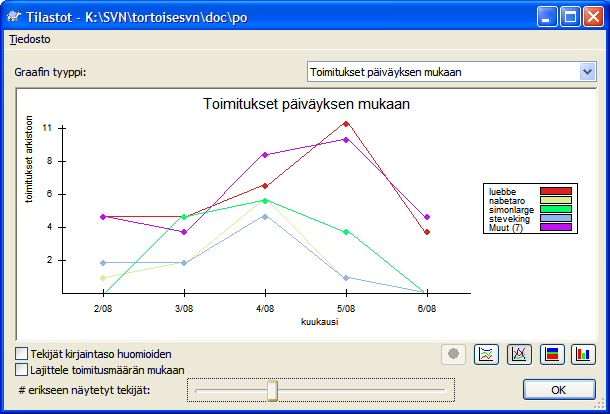 Tilastot - K:\SVN\tortoisesvn\doc\po
Tiedosto
Graafin tyyppi:
Toimitukset päiväyksen mukaan
Toimitukset päiväyksen mukaan
toimitukset arkistoon
11
8
6
4
2
2/08 3/08 4/08 5/08 6/08
kuukausi
luebbe
nabetaro
simonlarge
steveking
Muut (7)
Tekijät kirjaintaso huomioiden
Lajittele toimitusmäärän mukaan
# erikseen näytetyt tekijät:
OK